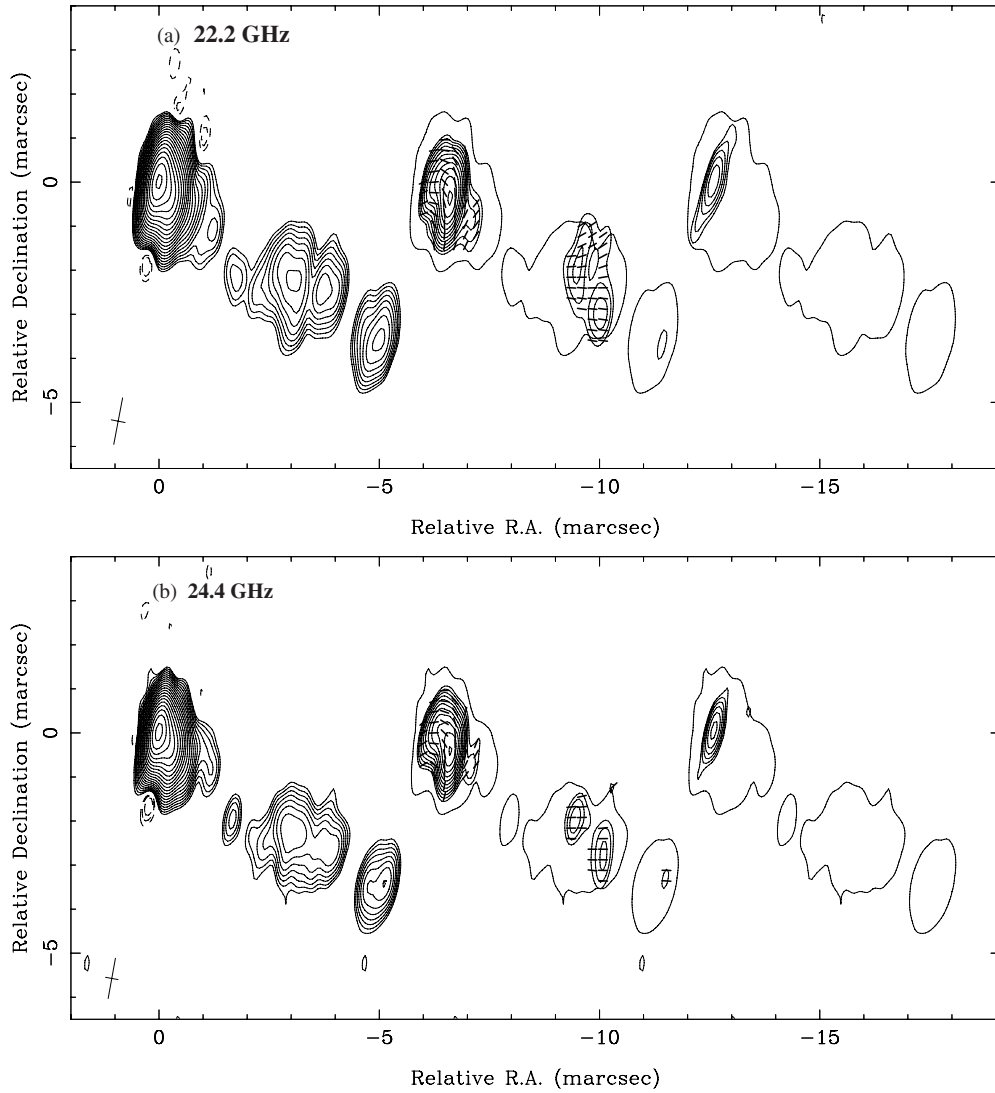 (a) 22.2 GHz
Relative Declination (marcsec)
0
−5
0 −5 −10 −15
Relative R.A. (marcsec)
(b) 24.4 GHz
Relative Declination (marcsec)
0
−5
0 −5 −10 −15
Relative R.A. (marcsec)